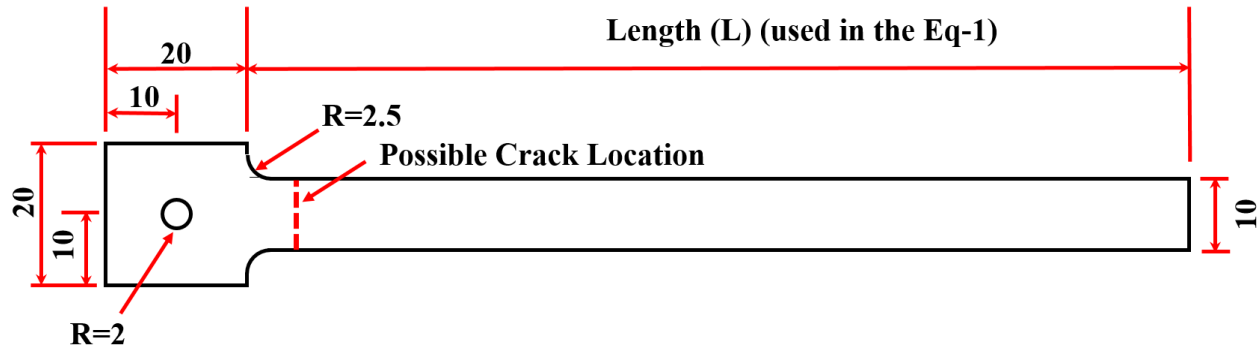 Length (L) (used in the Eq-1)
20
10
R=2.5
Possible Crack Location
20
10
10
R=2